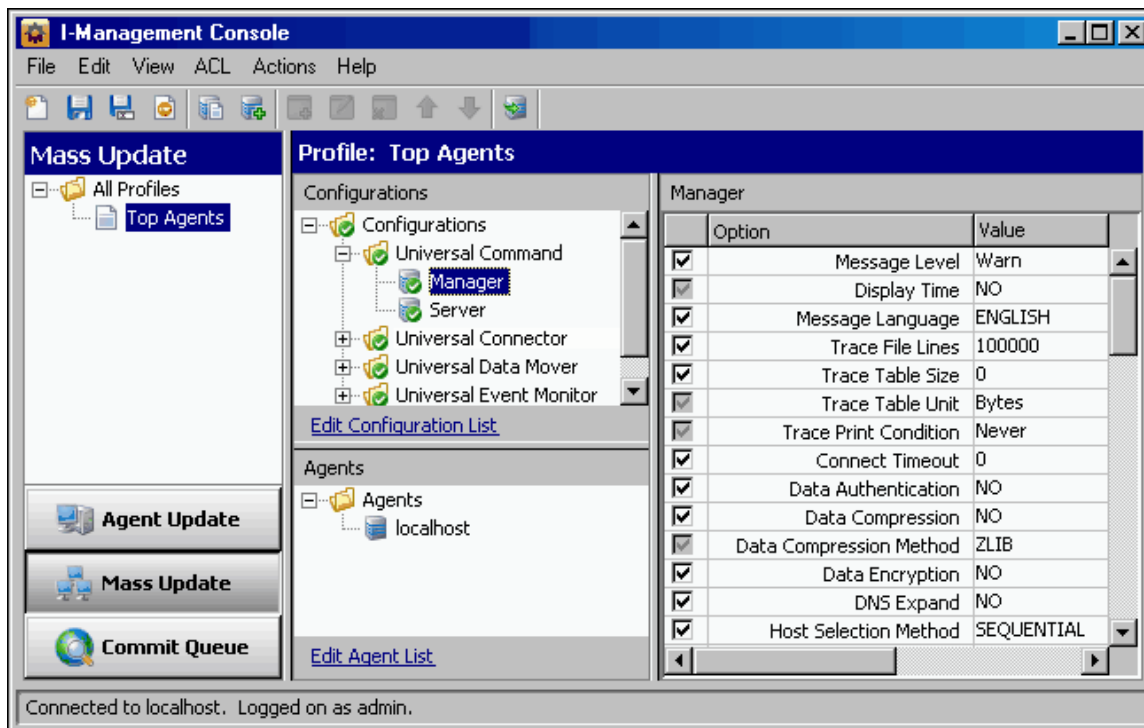 I-Management Console
File Edit View ACL Actions Help
Mass Update
All Profiles
Top Agents
Agent Update
Mass Update
Commit Queue
Profile: Top Agents
Configurations
Configurations
Universal Command
Manager
Server
Universal Connector
Universal Data Mover
Universal Event Monitor
Edit Configuration List
Agents
Agents
localhost
Edit Agent List
Manager
Option Value
Message Level Warn
Display Time NO
Message Language ENGLISH
Trace File Lines 100000
Trace Table Size 0
Trace Table Unit Bytes
Trace Print Condition Never
Connect Timeout 0
Data Authentication NO
Data Compression NO
Data Compression Method ZLIB
Data Encryption NO
DNS Expand NO
Host Selection Method SEQUENTIAL
Connected to localhost. Logged on as admin.